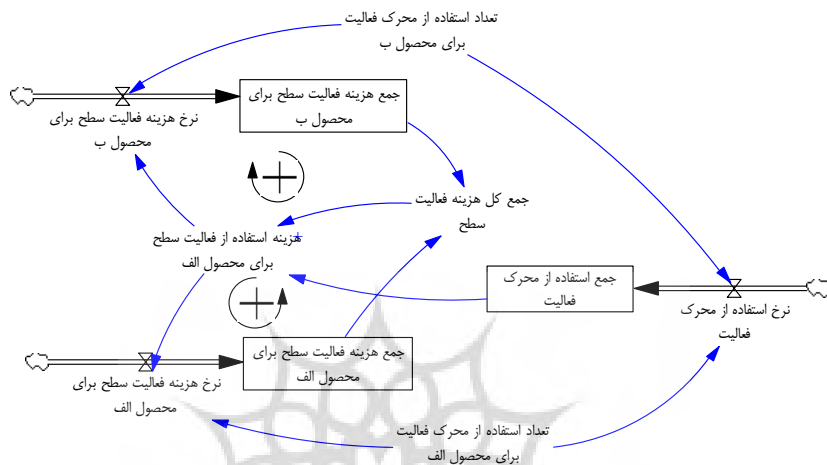 تعداد استفاده از محرک فعالیت
برای محصول ب
جمع هزینه فعالیت سطح برای
محصول ب
نرخ هزینه فعالیت سطح برای
محصول ب
جمع کل هزینه فعالیت
سطح
هزینه استفاده از فعالیت سطح
برای محصول الف
جمع استفاده از محرک
فعالیت
نرخ استفاده از محرک
فعالیت
جمع هزینه فعالیت سطح برای
محصول الف
نرخ هزینه فعالیت سطح برای
محصول الف
تعداد استفاده از محرک فعالیت
برای محصول الف